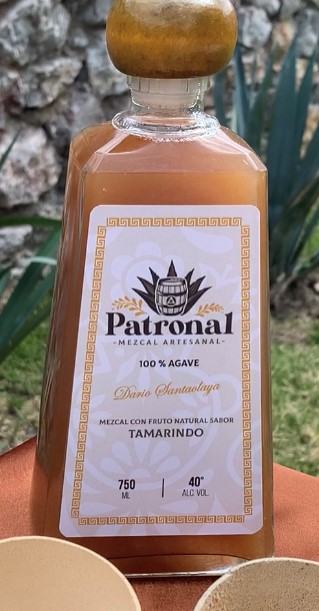 Patronal
-MEZCAL ARTESANAL-
100 % AGAVE
Dario Santaolaya
MEZCAL CON FRUTO NATURAL SABOR
TAMARINDO
750 40°
ML ALC VOL.